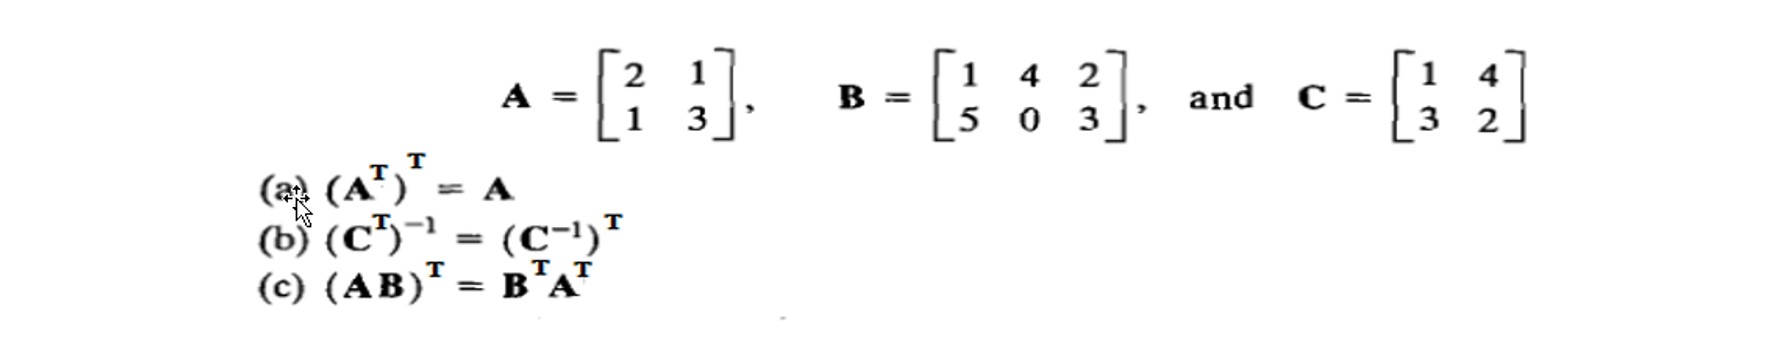 A = [2 1; 1 3], B = [1 4 2; 5 0 3], and C = [1 4; 3 2]
(a) (Aᵀ)ᵀ = A
(b) (Cᵀ)⁻¹ = (C⁻¹)ᵀ
(c) (AB)ᵀ = BᵀAᵀ